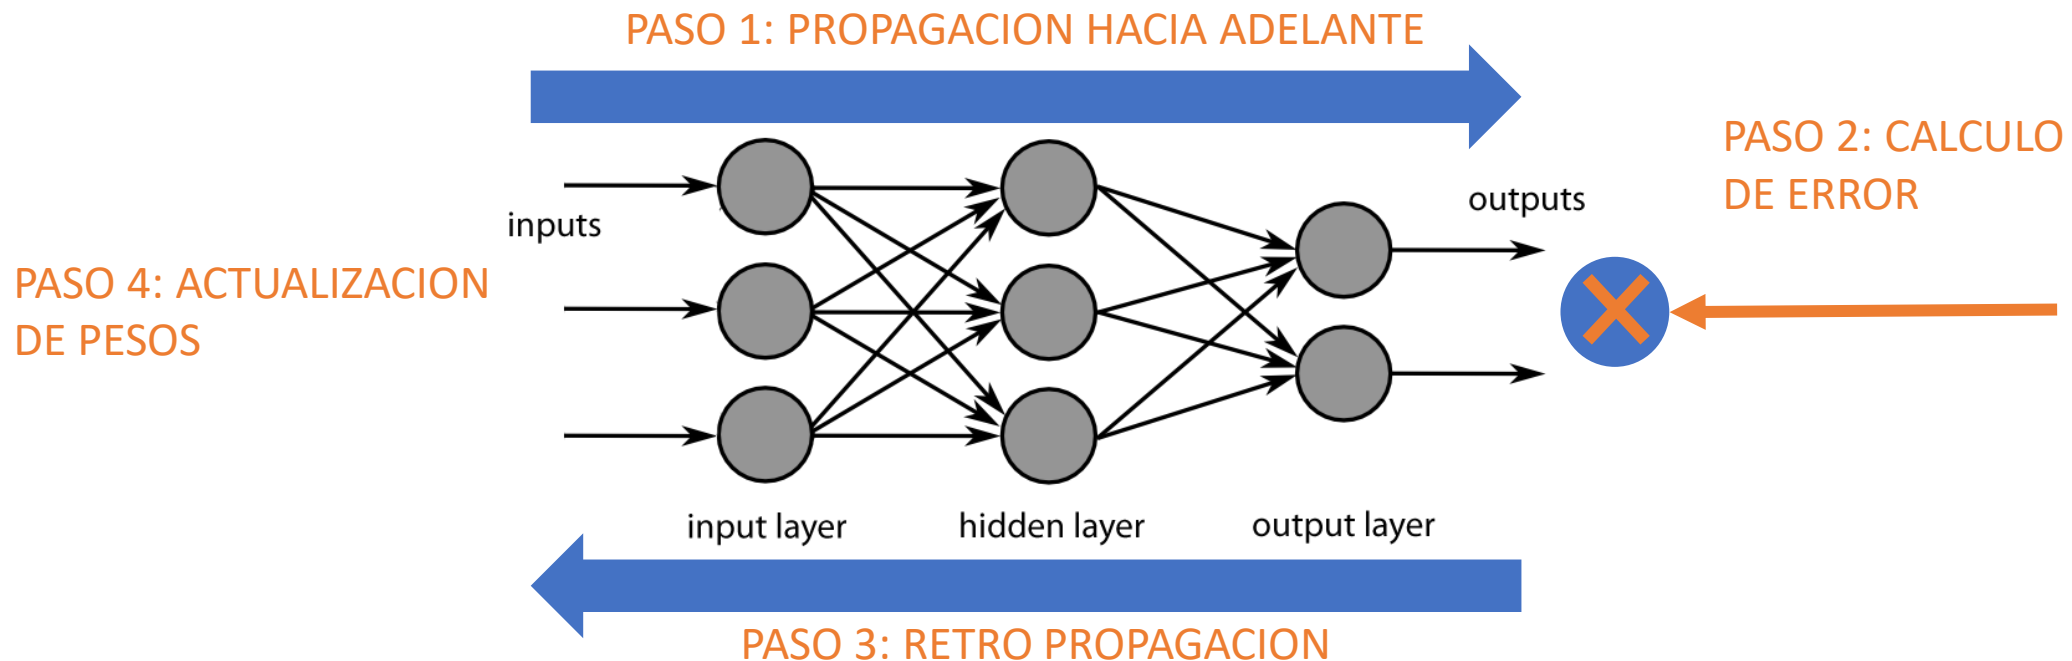 PASO 1: PROPAGACION HACIA ADELANTE
PASO 2: CALCULO
DE ERROR
outputs
inputs
PASO 4: ACTUALIZACION
DE PESOS
input layer
hidden layer
output layer
PASO 3: RETRO PROPAGACION